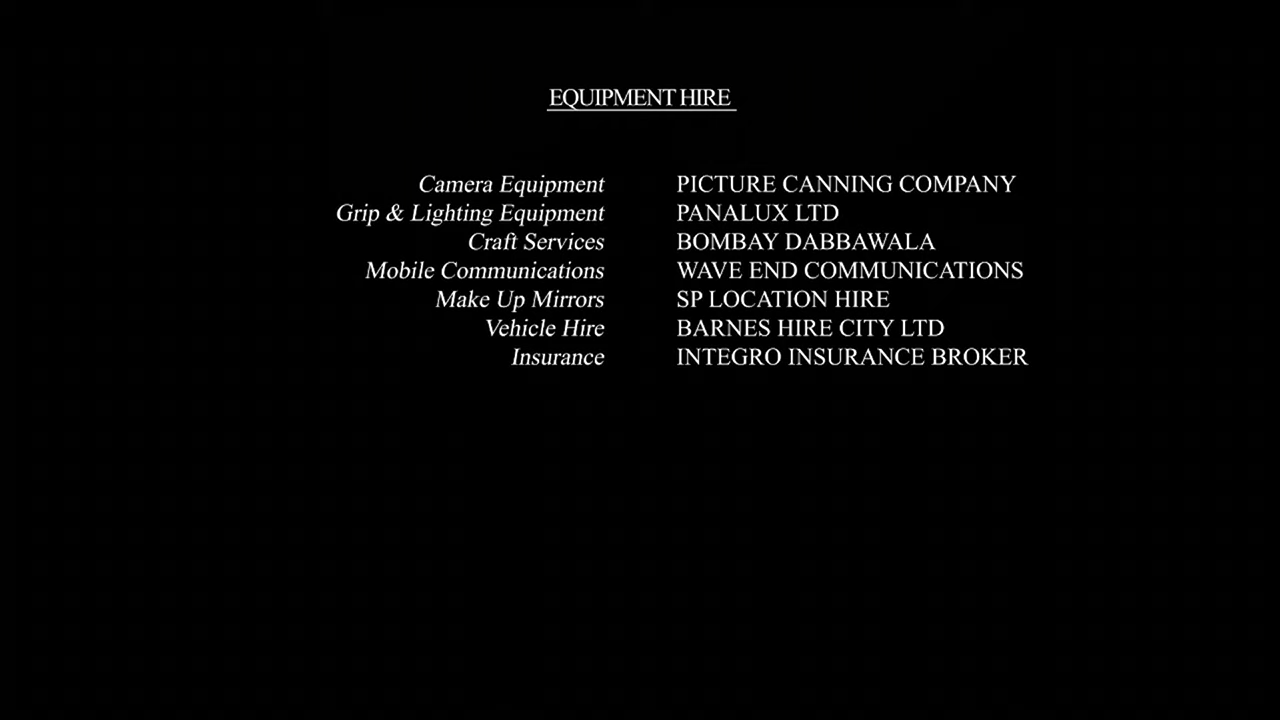 EQUIPMENT HIRE
Camera Equipment PICTURE CANNING COMPANY
Grip & Lighting Equipment PANALUX LTD
Craft Services BOMBAY DABBAWALA
Mobile Communications WAVE END COMMUNICATIONS
Make Up Mirrors SP LOCATION HIRE
Vehicle Hire BARNES HIRE CITY LTD
Insurance INTEGRO INSURANCE BROKER